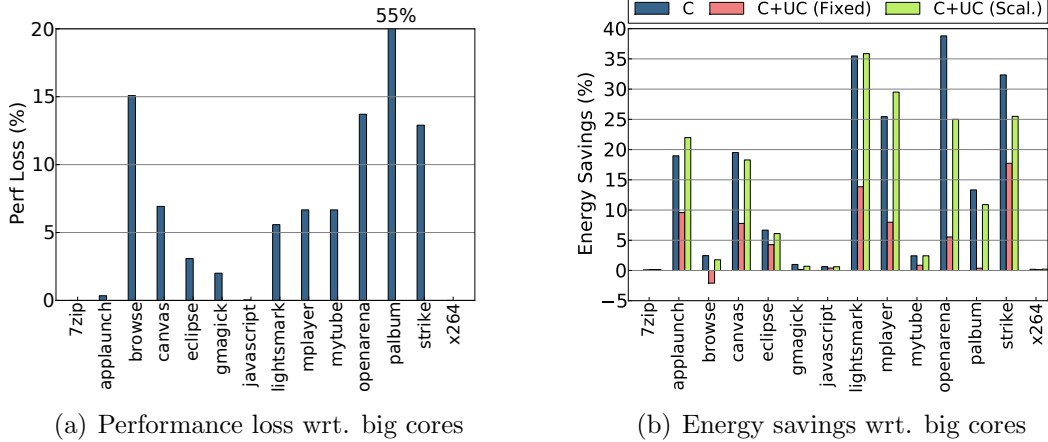 55%
20
15
10
5
0
Perf Loss (%)
7zip
applaunch
browse
canvas
eclipse
gmagick
javascript
lightsmark
mplayer
mytube
openarena
palbum
strike
x264
(a) Performance loss wrt. big cores
C C+UC (Fixed) C+UC (Scal.)
40
35
30
25
20
15
10
5
0
−5
Energy Savings (%)
7zip
applaunch
browse
canvas
eclipse
gmagick
javascript
lightsmark
mplayer
mytube
openarena
palbum
strike
x264
(b) Energy savings wrt. big cores